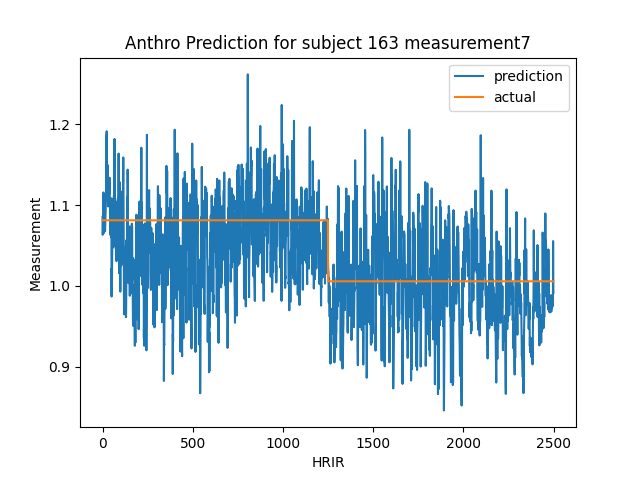 Anthro Prediction for subject 163 measurement7
prediction
actual
1.2
1.1
1.0
0.9
Measurement
0
500
1000
1500
2000
2500
HRIR